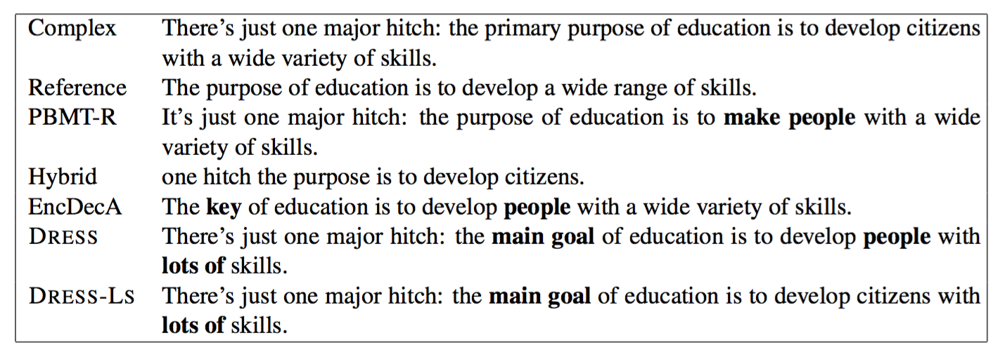 Complex There’s just one major hitch: the primary purpose of education is to develop citizens
with a wide variety of skills.
Reference The purpose of education is to develop a wide range of skills.
PBMT-R It’s just one major hitch: the purpose of education is to make people with a wide
variety of skills.
Hybrid one hitch the purpose is to develop citizens.
EncDecA The key of education is to develop people with a wide variety of skills.
DRESS There’s just one major hitch: the main goal of education is to develop people with
lots of skills.
DRESS-LS There’s just one major hitch: the main goal of education is to develop citizens with
lots of skills.